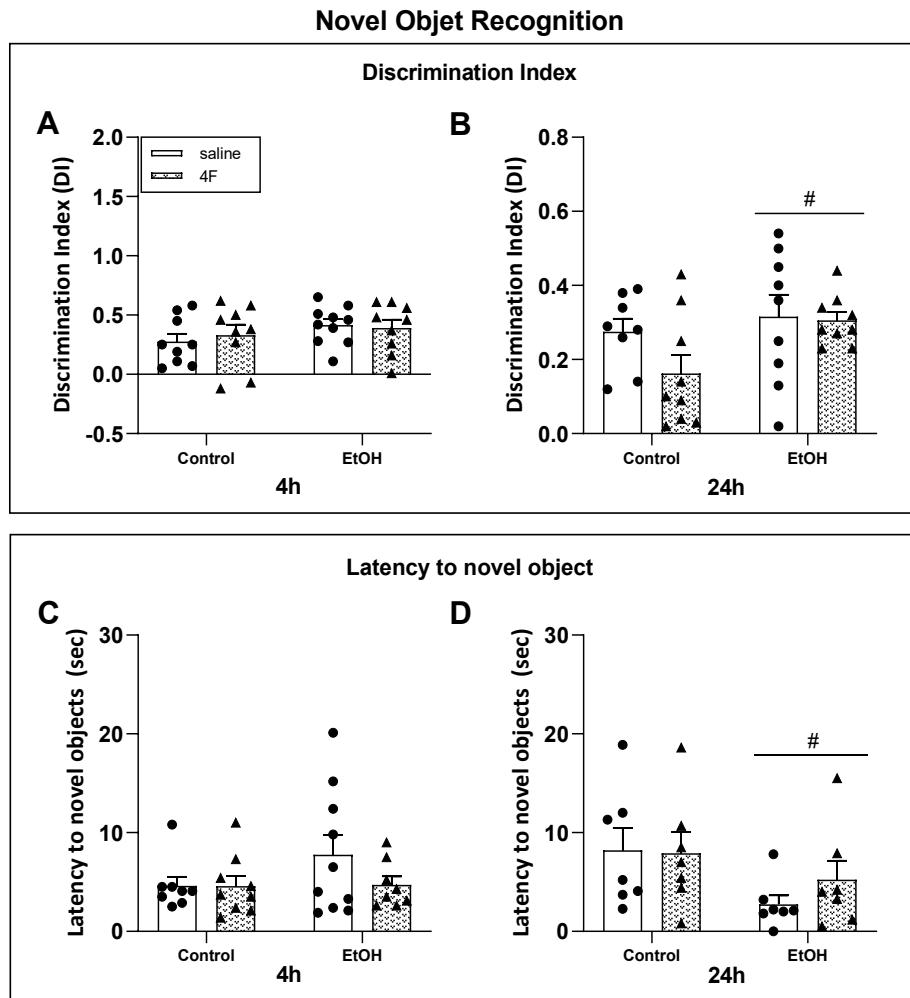 Novel Objet Recognition
Discrimination Index
A
Discrimination Index (DI)
2.0
1.5
1.0
0.5
0.0
-0.5
saline
4F
Control
EtOH
4h
B
Discrimination Index (DI)
0.8
0.6
0.4
0.2
0.0
#
Control
EtOH
24h
Latency to novel object
C
Latency to novel objects (sec)
30
20
10
0
Control
EtOH
4h
D
Latency to novel objects (sec)
30
20
10
0
#
Control
EtOH
24h